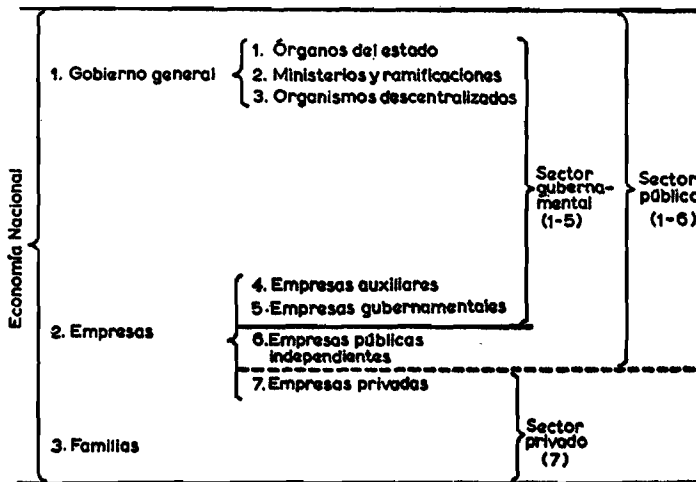 Economía Nacional
1. Gobierno general
1. Órganos del estado
2. Ministerios y ramificaciones
3. Organismos descentralizados
Sector
guberna-
mental
(1-5)
Sector
público
(1-6)
2. Empresas
4. Empresas auxiliares
5. Empresas gubernamentales
6. Empresas públicas
independientes
7. Empresas privadas
3. Familias
Sector
privado
(7)